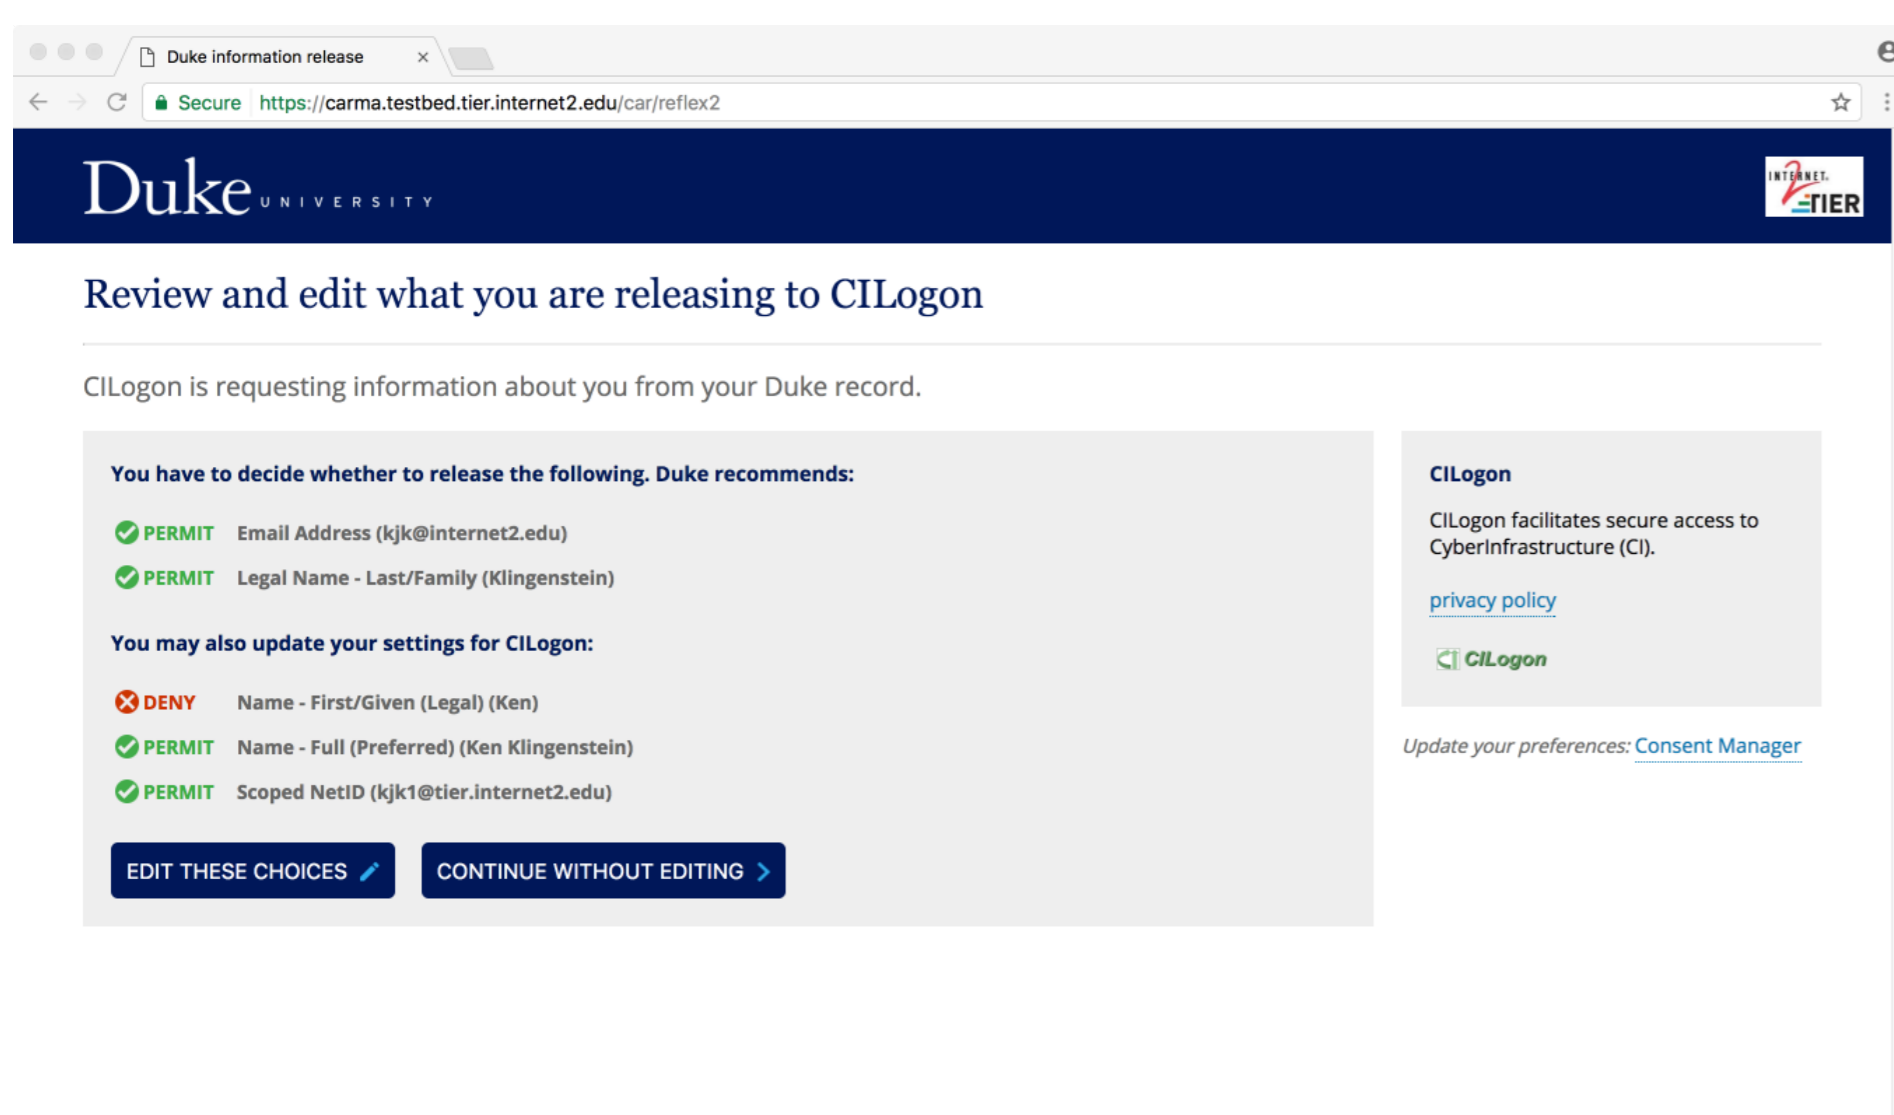 Duke information release
Secure https://carma.testbed.tier.internet2.edu/car/reflex2
Duke UNIVERSITY
INTERNET
2
TIER
Review and edit what you are releasing to CILogon
CILogon is requesting information about you from your Duke record.
You have to decide whether to release the following. Duke recommends:
PERMIT Email Address (kjk@internet2.edu)
PERMIT Legal Name - Last/Family (Klingenstein)
You may also update your settings for CILogon:
DENY Name - First/Given (Legal) (Ken)
PERMIT Name - Full (Preferred) (Ken Klingenstein)
PERMIT Scoped NetID (kjk1@tier.internet2.edu)
EDIT THESE CHOICES
CONTINUE WITHOUT EDITING
CILogon
CILogon facilitates secure access to
CyberInfrastructure (CI).
privacy policy
CILogon
Update your preferences: Consent Manager